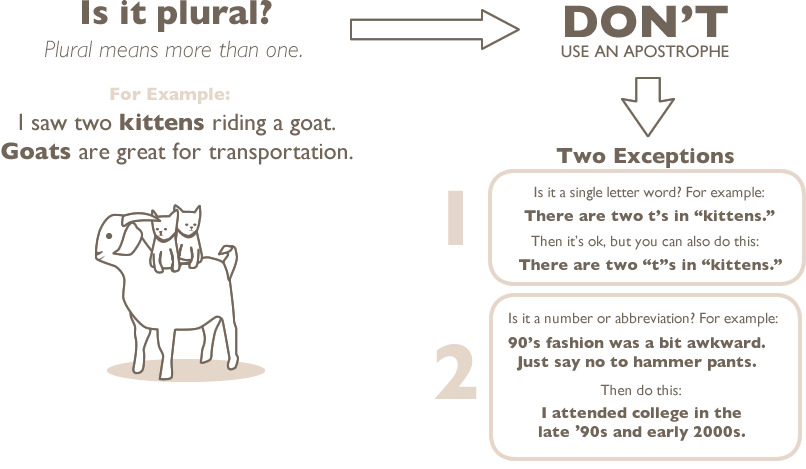 Is it plural?
Plural means more than one.
For Example:
I saw two kittens riding a goat.
Goats are great for transportation.
DON’T
USE AN APOSTROPHE
Two Exceptions
1
Is it a single letter word? For example:
There are two t’s in “kittens.”
Then it’s ok, but you can also do this:
There are two “t”s in “kittens.”
2
Is it a number or abbreviation? For example:
90’s fashion was a bit awkward.
Just say no to hammer pants.
Then do this:
I attended college in the
late ’90s and early 2000s.